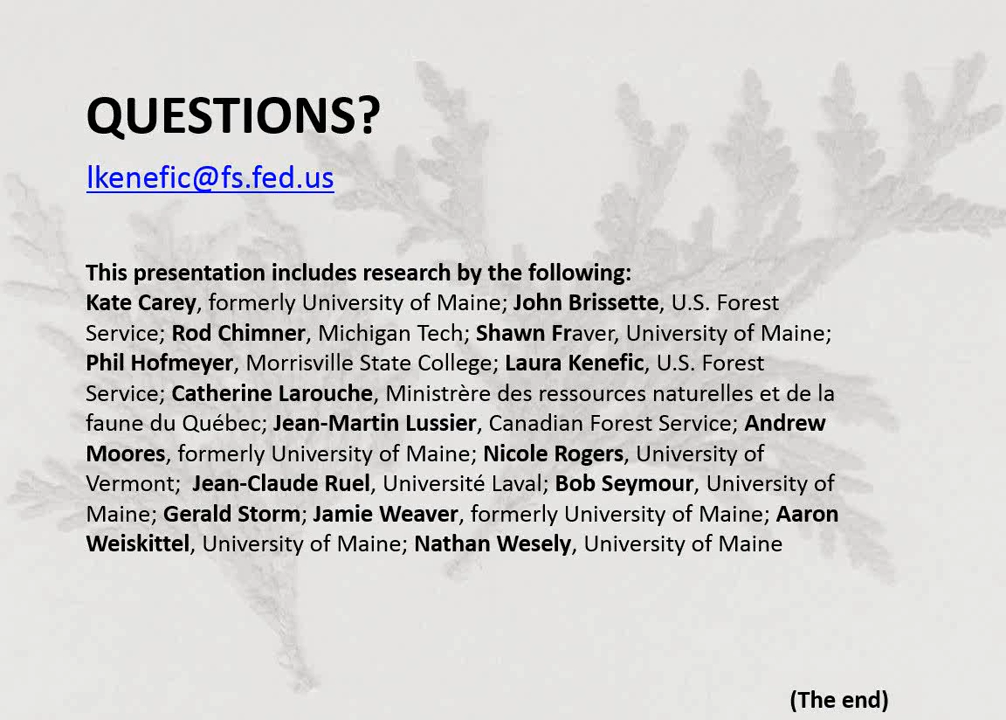 QUESTIONS?
lkenefic@fs.fed.us
This presentation includes research by the following:
Kate Carey, formerly University of Maine; John Brissette, U.S. Forest
Service; Rod Chimner, Michigan Tech; Shawn Fraver, University of Maine;
Phil Hofmeyer, Morrisville State College; Laura Kenefic, U.S. Forest
Service; Catherine Larouche, Ministrère des ressources naturelles et de la
faune du Québec; Jean-Martin Lussier, Canadian Forest Service; Andrew
Moores, formerly University of Maine; Nicole Rogers, University of
Vermont;  Jean-Claude Ruel, Université Laval; Bob Seymour, University of
Maine; Gerald Storm; Jamie Weaver, formerly University of Maine; Aaron
Weiskittel, University of Maine; Nathan Wesely, University of Maine
(The end)